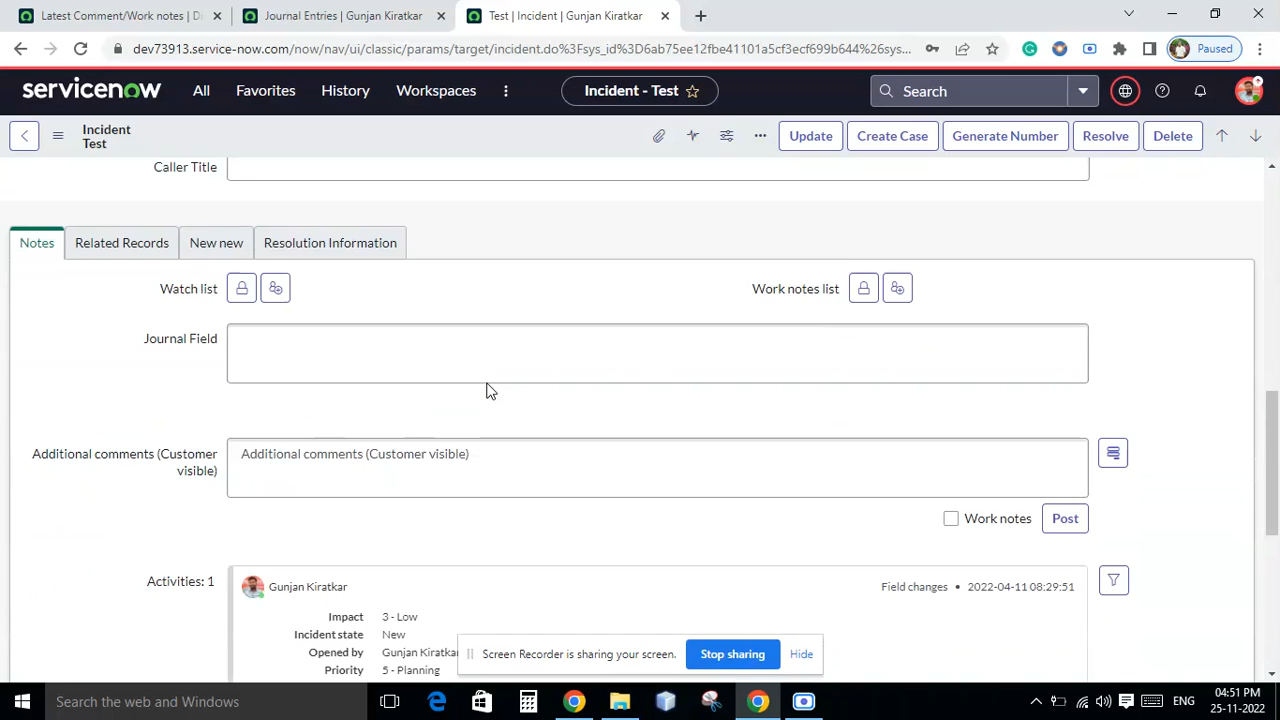 Latest Comment/Work notes | Di
Journal Entries | Gunjan Kiratkar
Test | Incident | Gunjan Kiratkar
dev73913.service-now.com/now/nav/ui/classic/params/target/incident.do%3Fsys_id%3D6ab75ee12fbe41101a5cf3ecf699b644%26sys...
Paused
servicenow
All
Favorites
History
Workspaces
Incident - Test
Search
Incident
Test
Update
Create Case
Generate Number
Resolve
Delete
Caller Title
Notes
Related Records
New new
Resolution Information
Watch list
Work notes list
Journal Field
Additional comments (Customer visible)
Additional comments (Customer visible)
Work notes
Post
Activities: 1
Gunjan Kiratkar
Field changes • 2022-04-11 08:29:51
Impact 3 - Low
Incident state New
Opened by Gunjan Kiratkar
Priority 5 - Planning
Screen Recorder is sharing your screen.
Stop sharing
Hide
Search the web and Windows
ENG
04:51 PM
25-11-2022